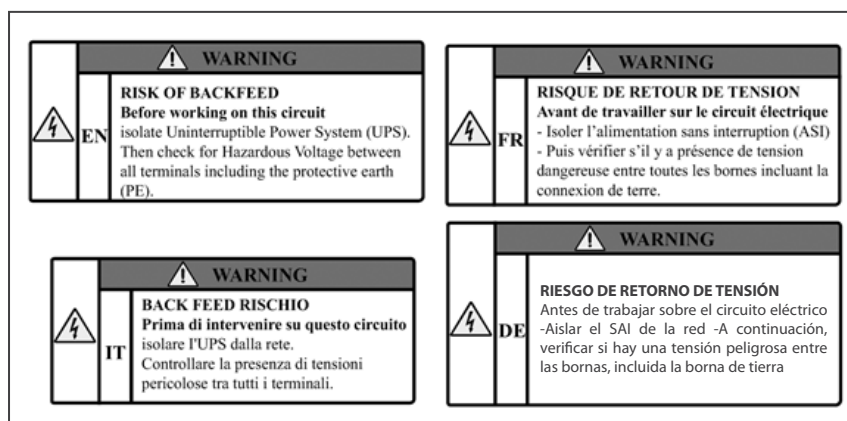 WARNING
EN
RISK OF BACKFEED
Before working on this circuit
isolate Uninterruptible Power System (UPS).
Then check for Hazardous Voltage between
all terminals including the protective earth
(PE).
WARNING
FR
RISQUE DE RETOUR DE TENSION
Avant de travailler sur le circuit électrique
- Isoler l’alimentation sans interruption (ASI)
- Puis vérifier s’il y a présence de tension
dangereuse entre toutes les bornes incluant la
connexion de terre.
WARNING
IT
BACK FEED RISCHIO
Prima di intervenire su questo circuito
isolare l'UPS dalla rete.
Controllare la presenza di tensioni
pericolose tra tutti i terminali.
WARNING
DE
RIESGO DE RETORNO DE TENSIÓN
Antes de trabajar sobre el circuito eléctrico
-Aislar el SAI de la red -A continuación,
verificar si hay una tensión peligrosa entre
las bornas, incluida la borna de tierra